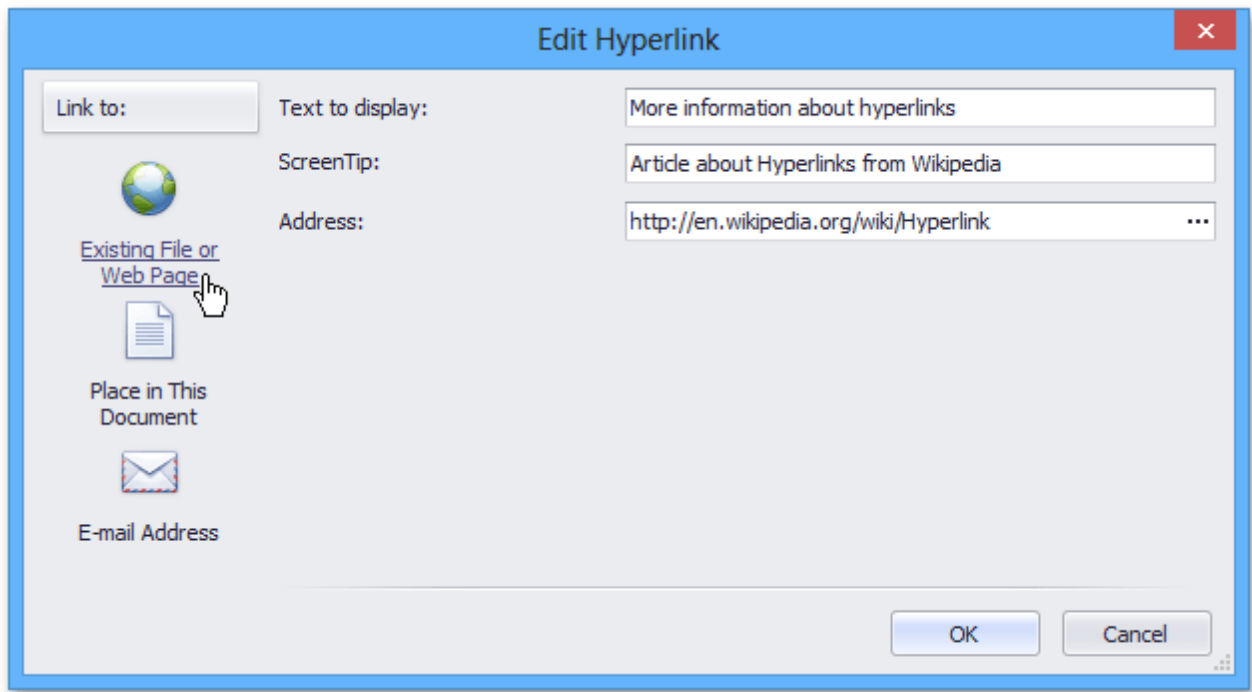 Edit Hyperlink
Link to:
Text to display:
More information about hyperlinks
ScreenTip:
Article about Hyperlinks from Wikipedia
Address:
http://en.wikipedia.org/wiki/Hyperlink
Existing File or
Web Page
Place in This
Document
E-mail Address
OK
Cancel